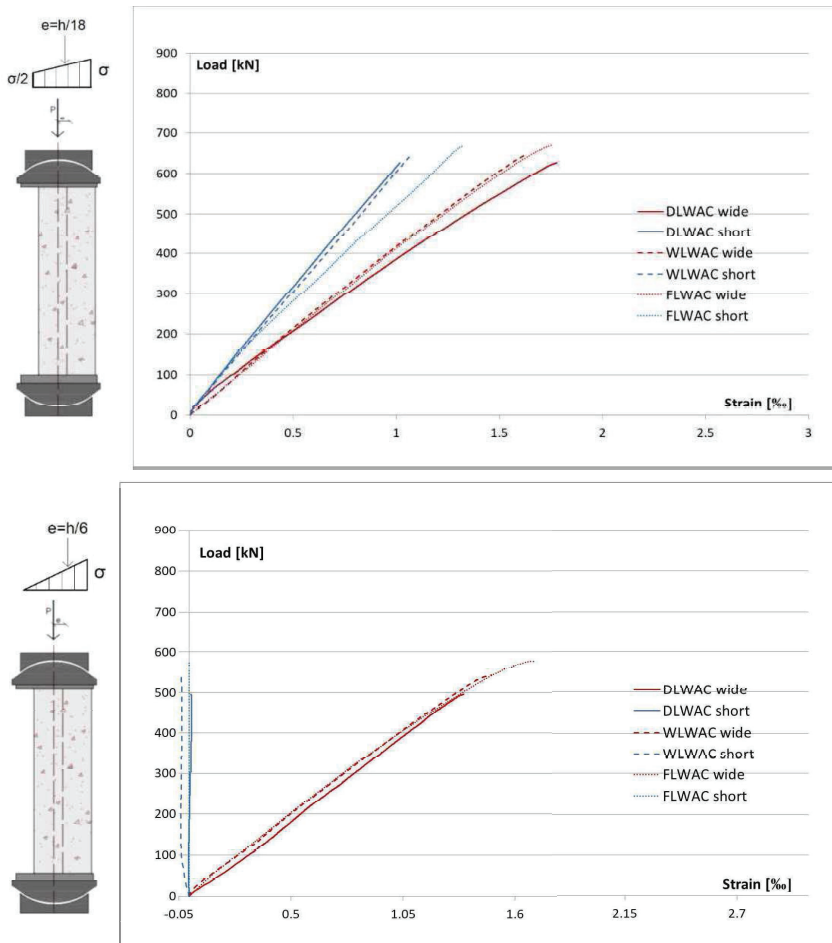 e=h/18
σ/2
σ
P
e
Load [kN]
900
800
700
600
500
400
300
200
100
0
DLWAC wide
DLWAC short
WLWAC wide
WLWAC short
FLWAC wide
FLWAC short
Strain [‰]
0 0.5 1 1.5 2 2.5 3
e=h/6
σ
P
e
Load [kN]
900
800
700
600
500
400
300
200
100
0
DLWAC wide
DLWAC short
WLWAC wide
WLWAC short
FLWAC wide
FLWAC short
Strain [‰]
-0.05 0.5 1.05 1.6 2.15 2.7